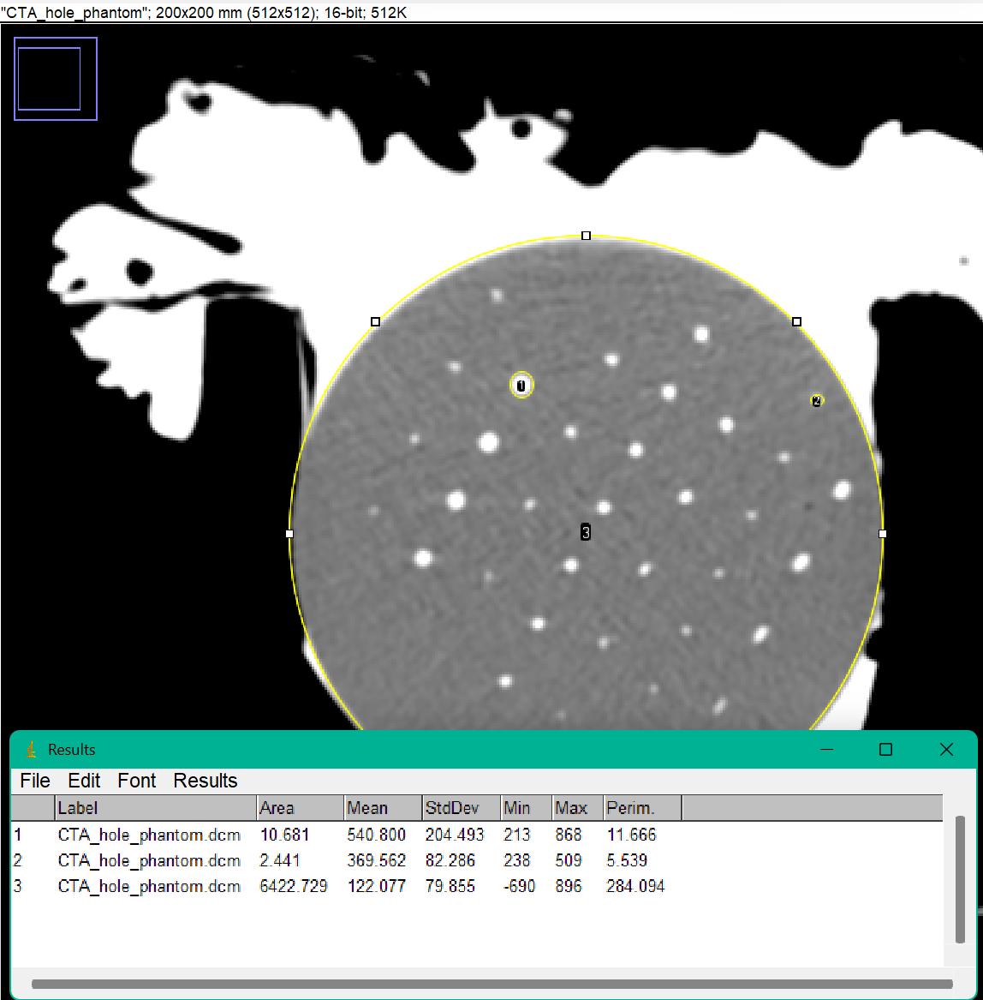 "CTA_hole_phantom"; 200x200 mm (512x512); 16-bit; 512K
1
2
3
Results
File Edit Font Results
Label Area Mean StdDev Min Max Perim.
1 CTA_hole_phantom.dcm 10.681 540.800 204.493 213 868 11.666
2 CTA_hole_phantom.dcm 2.441 369.562 82.286 238 509 5.539
3 CTA_hole_phantom.dcm 6422.729 122.077 79.855 -690 896 284.094